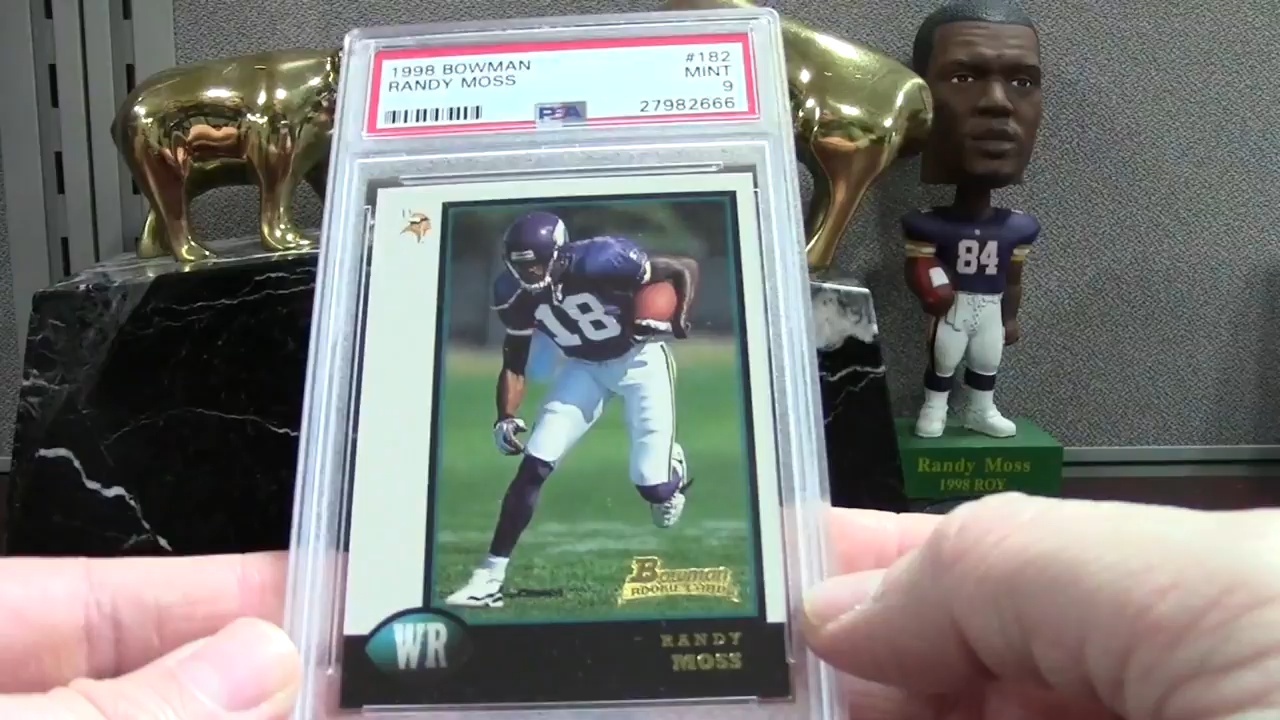 1998 BOWMAN
RANDY MOSS
#182
MINT
9
27982666
PSA
18
Bowman
ROOKIE CARD
WR
RANDY
MOSS
84
Randy Moss
1998 ROY